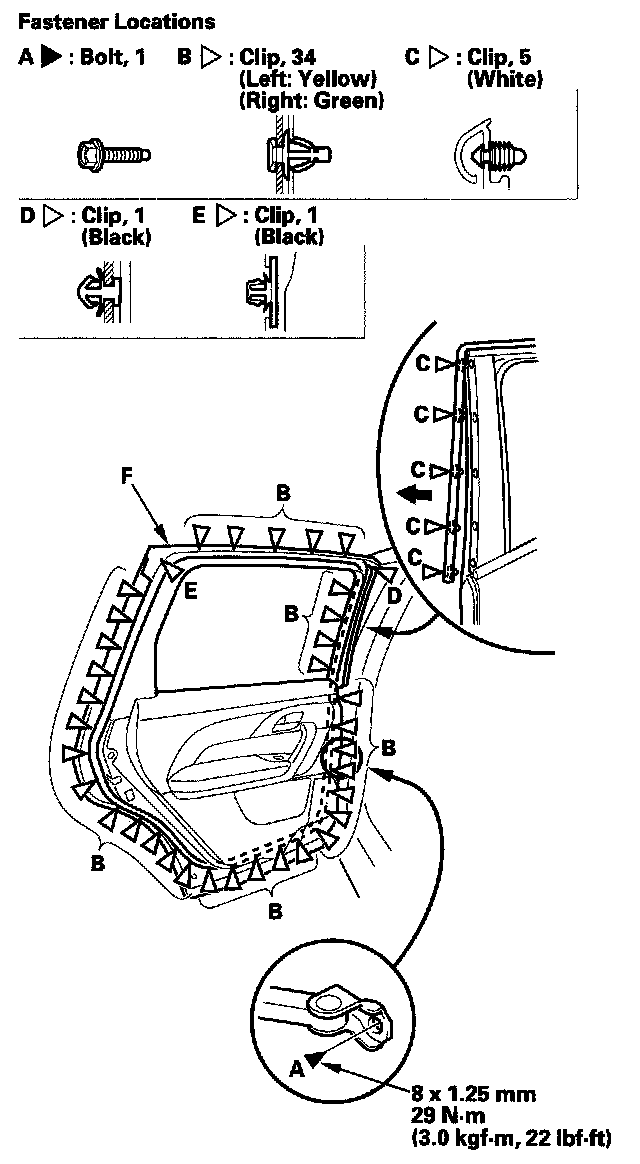 Fastener Locations
A ▶ : Bolt, 1
B ▷ : Clip, 34
(Left: Yellow)
(Right: Green)
C ▷ : Clip, 5
(White)
D ▷ : Clip, 1
(Black)
E ▷ : Clip, 1
(Black)
C
C
C
C
C
F
B
E
D
B
B
B
B
A
8 x 1.25 mm
29 N·m
(3.0 kgf·m, 22 lbf·ft)